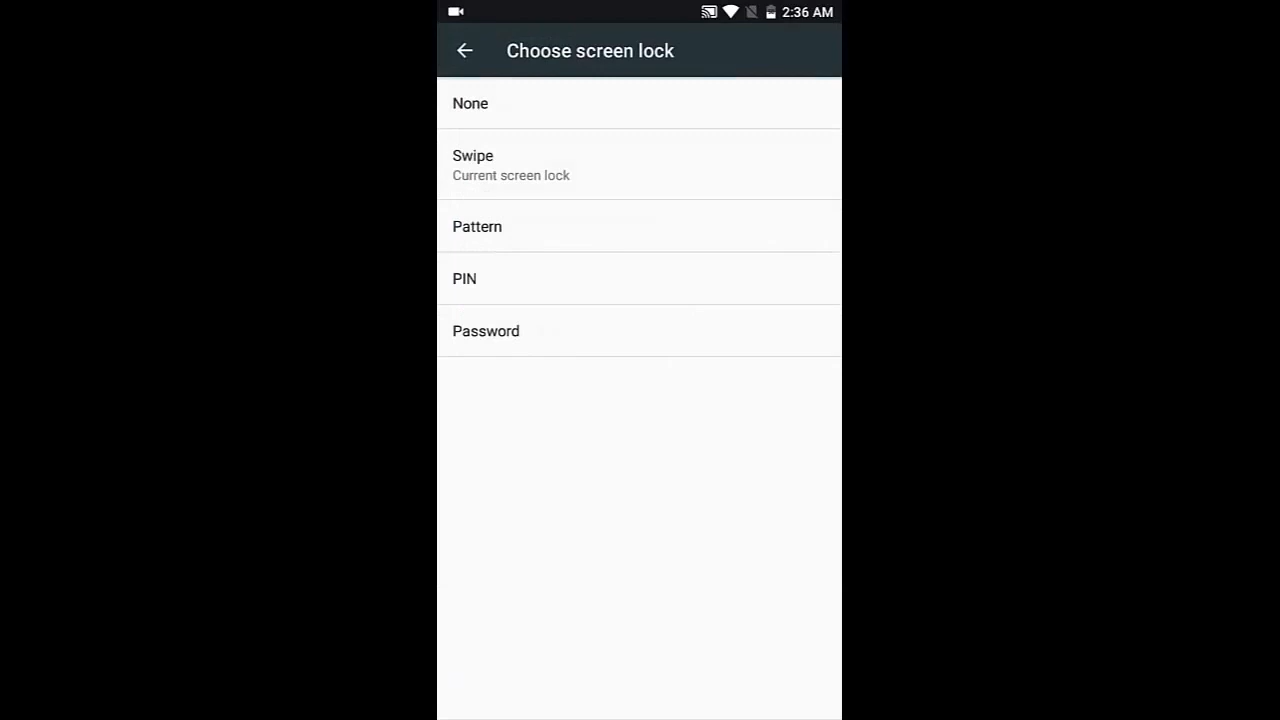 2:36 AM
Choose screen lock
None
Swipe
Current screen lock
Pattern
PIN
Password